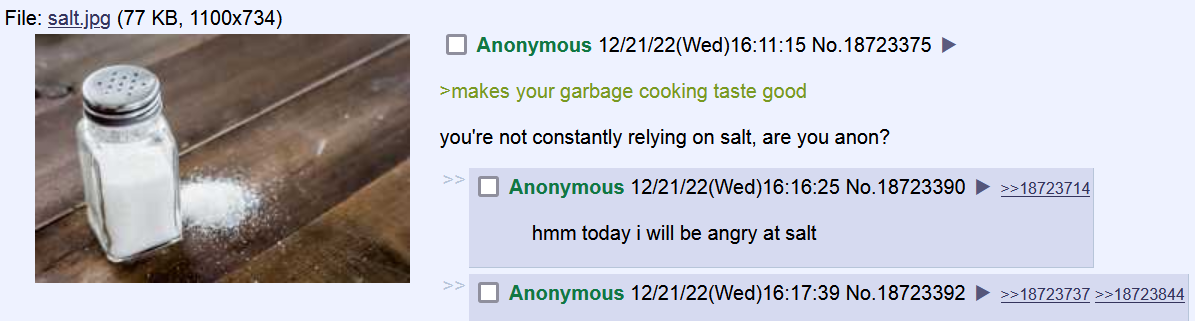 File: salt.jpg (77 KB, 1100x734)
Anonymous 12/21/22(Wed)16:11:15 No.18723375 ▶
>makes your garbage cooking taste good
you're not constantly relying on salt, are you anon?
>> Anonymous 12/21/22(Wed)16:16:25 No.18723390 ▶ >>18723714
hmm today i will be angry at salt
>> Anonymous 12/21/22(Wed)16:17:39 No.18723392 ▶ >>18723737 >>18723844